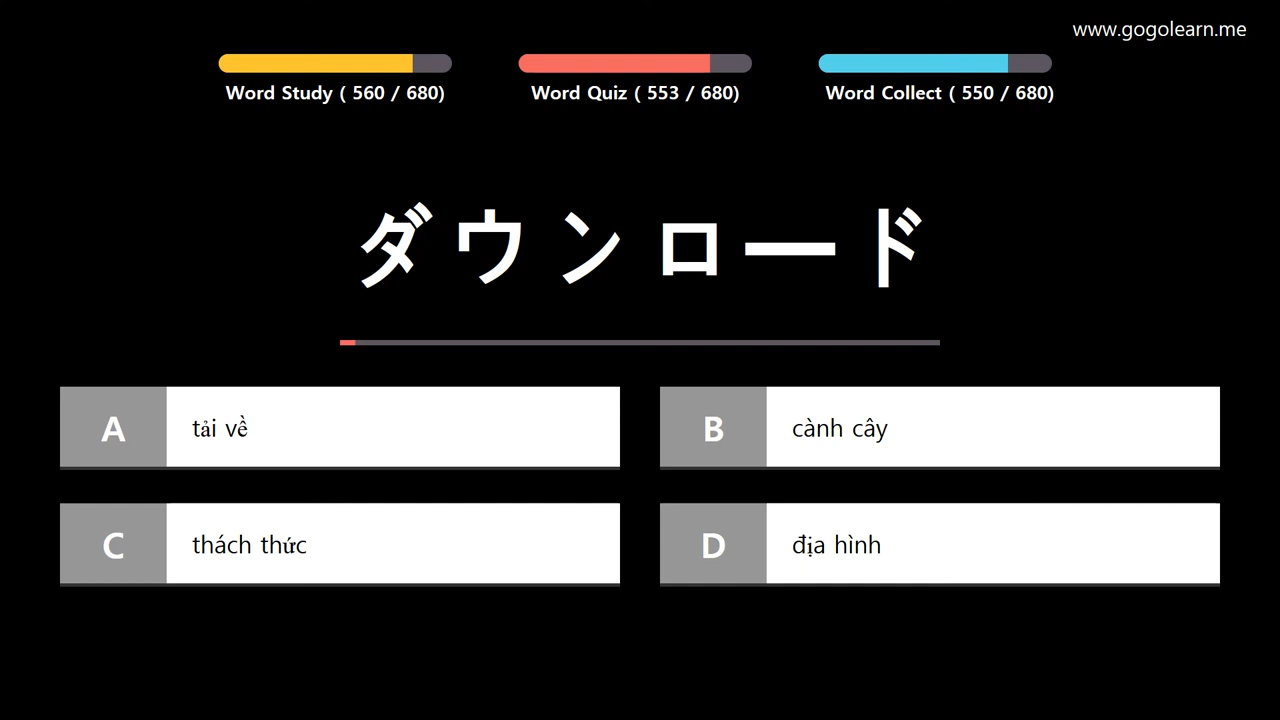 www.gogolearn.me
Word Study ( 560 / 680)
Word Quiz ( 553 / 680)
Word Collect ( 550 / 680)
ダウンロード
A tải về
B cành cây
C thách thức
D địa hình